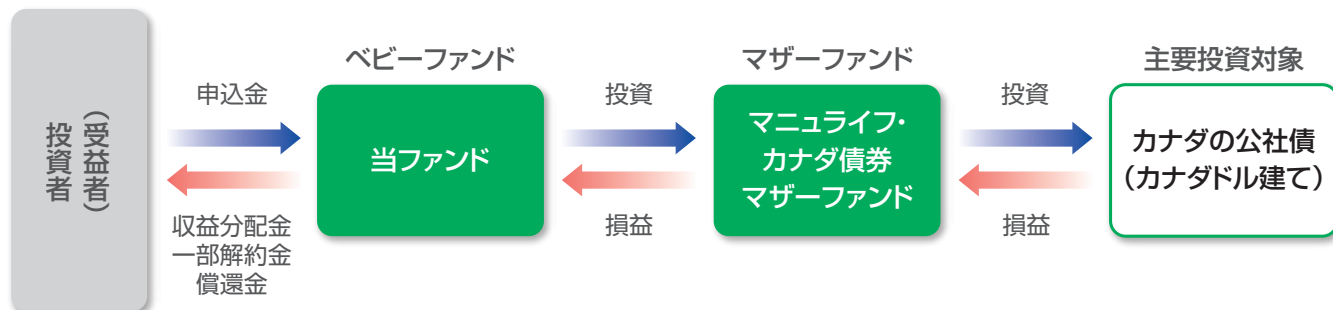 投資者
(受益者)
申込金
収益分配金
一部解約金
償還金
ベビーファンド
当ファンド
投資
損益
マザーファンド
マニュライフ・
カナダ債券
マザーファンド
投資
損益
主要投資対象
カナダの公社債
(カナダドル建て)